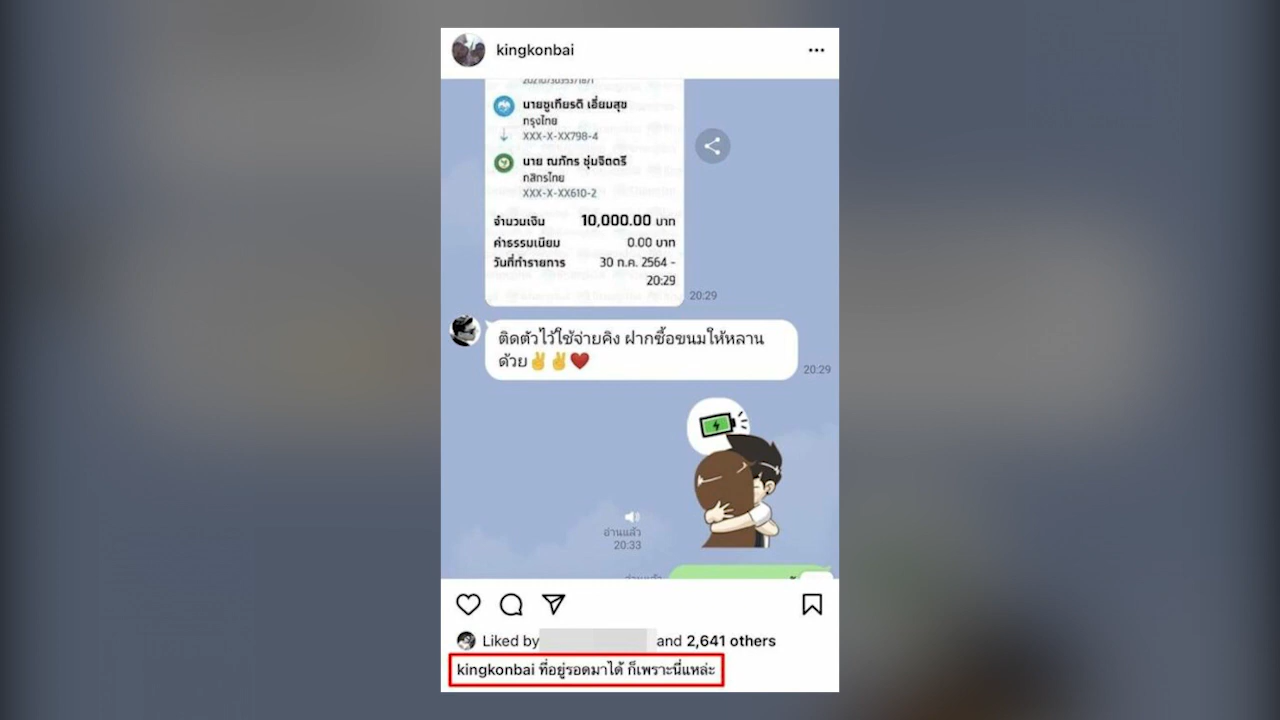 kingkonbai
นายชูเกียรติ เอี่ยมสุข
กรุงไทย
XXX-X-XX798-4
นาย ณภัทร ชุ่มจิตตรี
กสิกรไทย
XXX-X-XX610-2
จำนวนเงิน 10,000.00 บาท
ค่าธรรมเนียม 0.00 บาท
วันที่ทำรายการ 30 ก.ค. 2564 -
20:29
20:29
ติดตัวไว้ใช้จ่ายคิง ฝากซื้อขนมให้หลาน
ด้วย✌️✌️❤️
20:29
อ่านแล้ว
20:33
Liked by and 2,641 others
kingkonbai ที่อยู่รอดมาได้ ก็เพราะนี่แหล่ะ